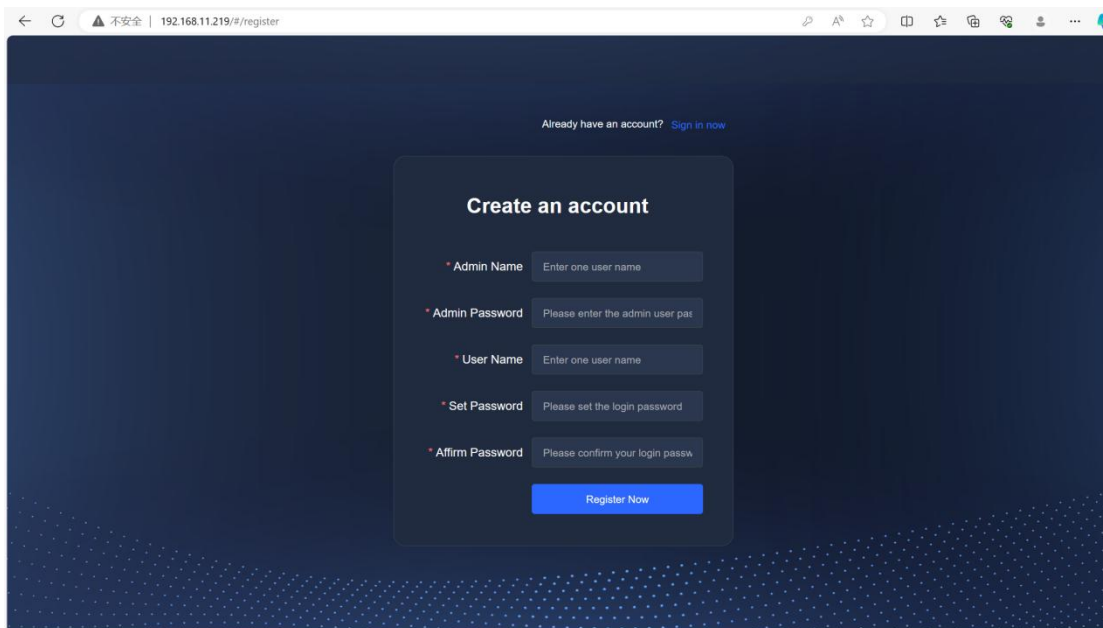 不安全 | 192.168.11.219/#/register
Already have an account? Sign in now
Create an account
* Admin Name Enter one user name
* Admin Password Please enter the admin user pas
* User Name Enter one user name
* Set Password Please set the login password
* Affirm Password Please confirm your login passw
Register Now